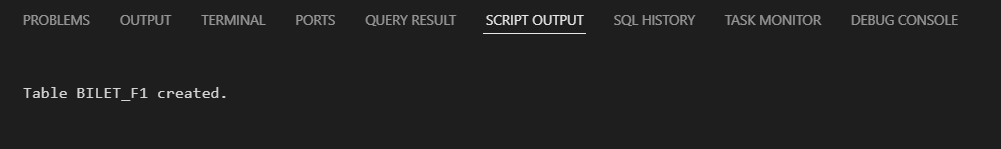 PROBLEMS OUTPUT TERMINAL PORTS QUERY RESULT SCRIPT OUTPUT SQL HISTORY TASK MONITOR DEBUG CONSOLE
Table BILET_F1 created.